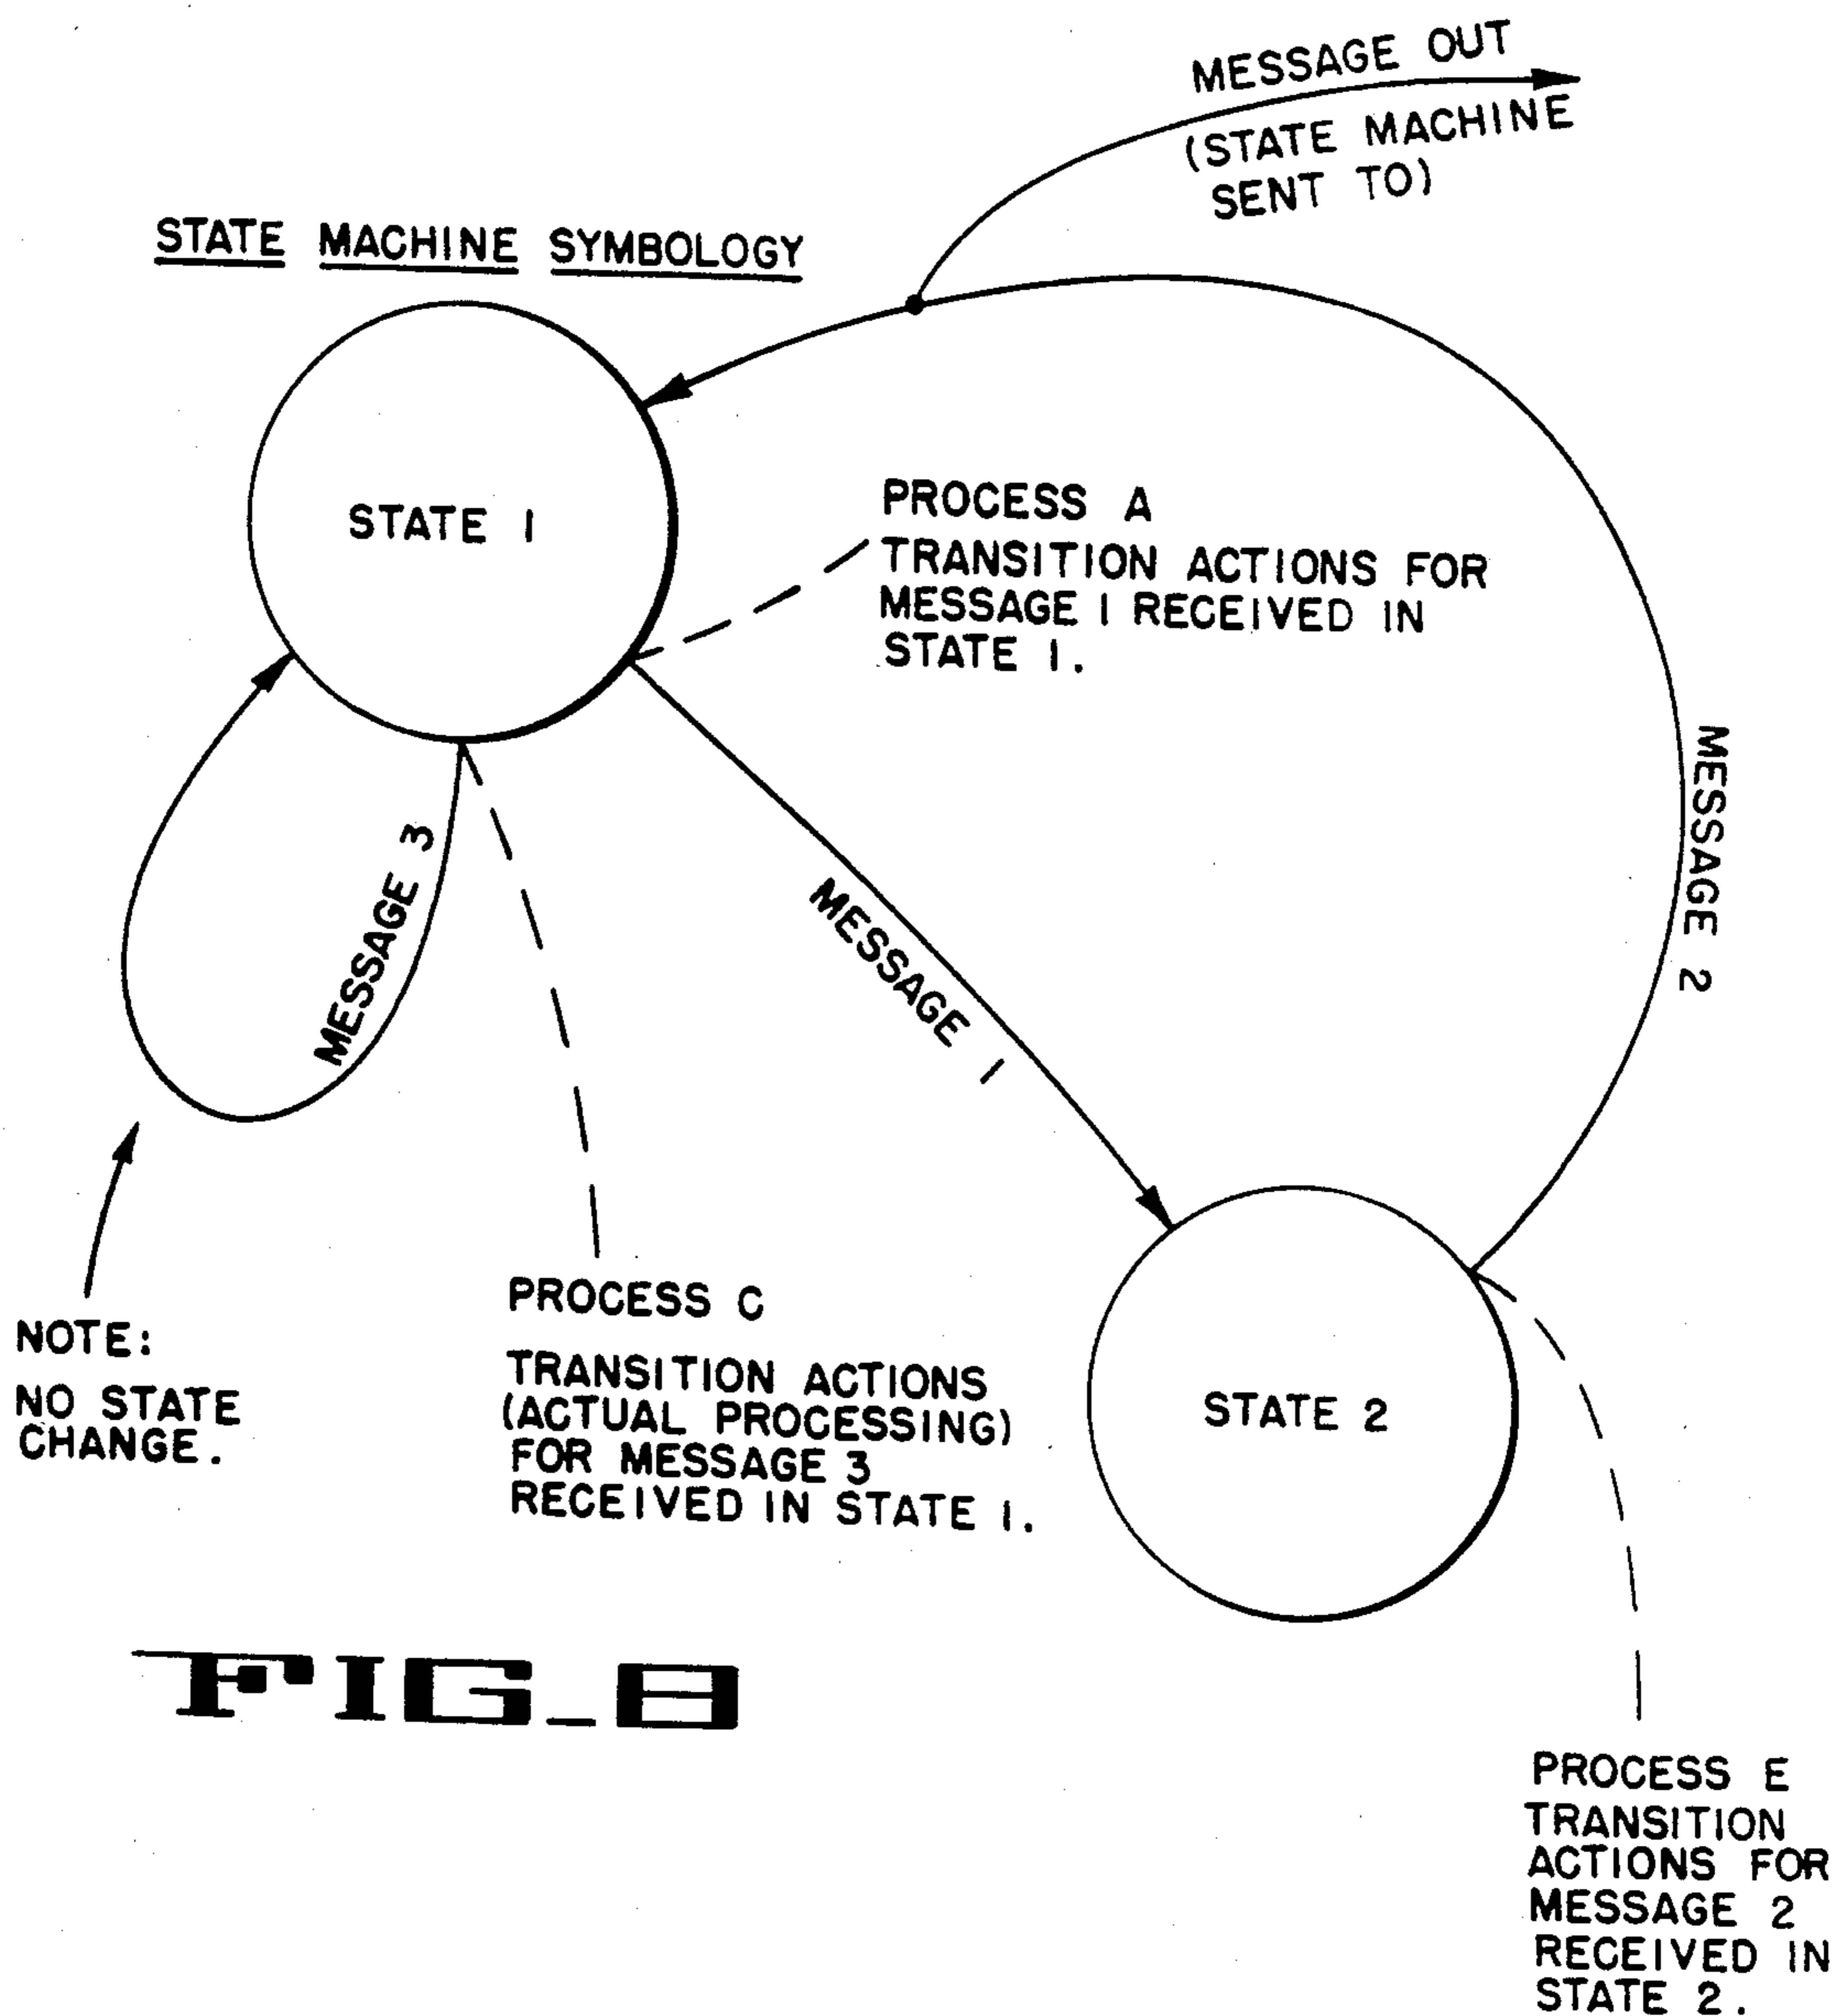 MESSAGE OUT
(STATE MACHINE
SENT TO)
STATE MACHINE SYMBOLOGY
STATE 1
PROCESS A
TRANSITION ACTIONS FOR
MESSAGE 1 RECEIVED IN
STATE 1.
MESSAGE 2
MESSAGE 3
MESSAGE 1
NOTE:
NO STATE
CHANGE.
PROCESS C
TRANSITION ACTIONS
(ACTUAL PROCESSING)
FOR MESSAGE 3
RECEIVED IN STATE 1.
STATE 2
FIG_8
PROCESS E
TRANSITION
ACTIONS FOR
MESSAGE 2
RECEIVED IN
STATE 2.